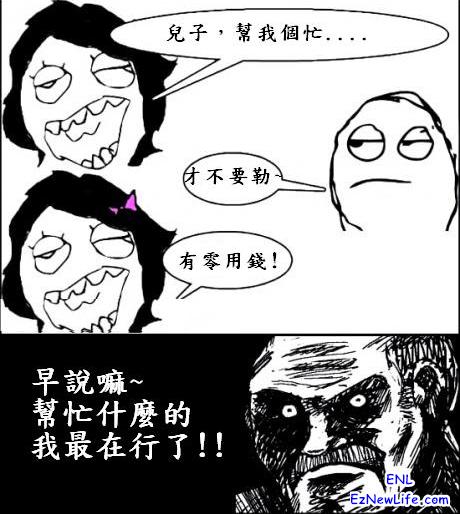 兒子，幫我個忙....
才不要勒~
有零用錢!
早說嘛~
幫忙什麼的
我最在行了!!
ENL
EzNewLife.com